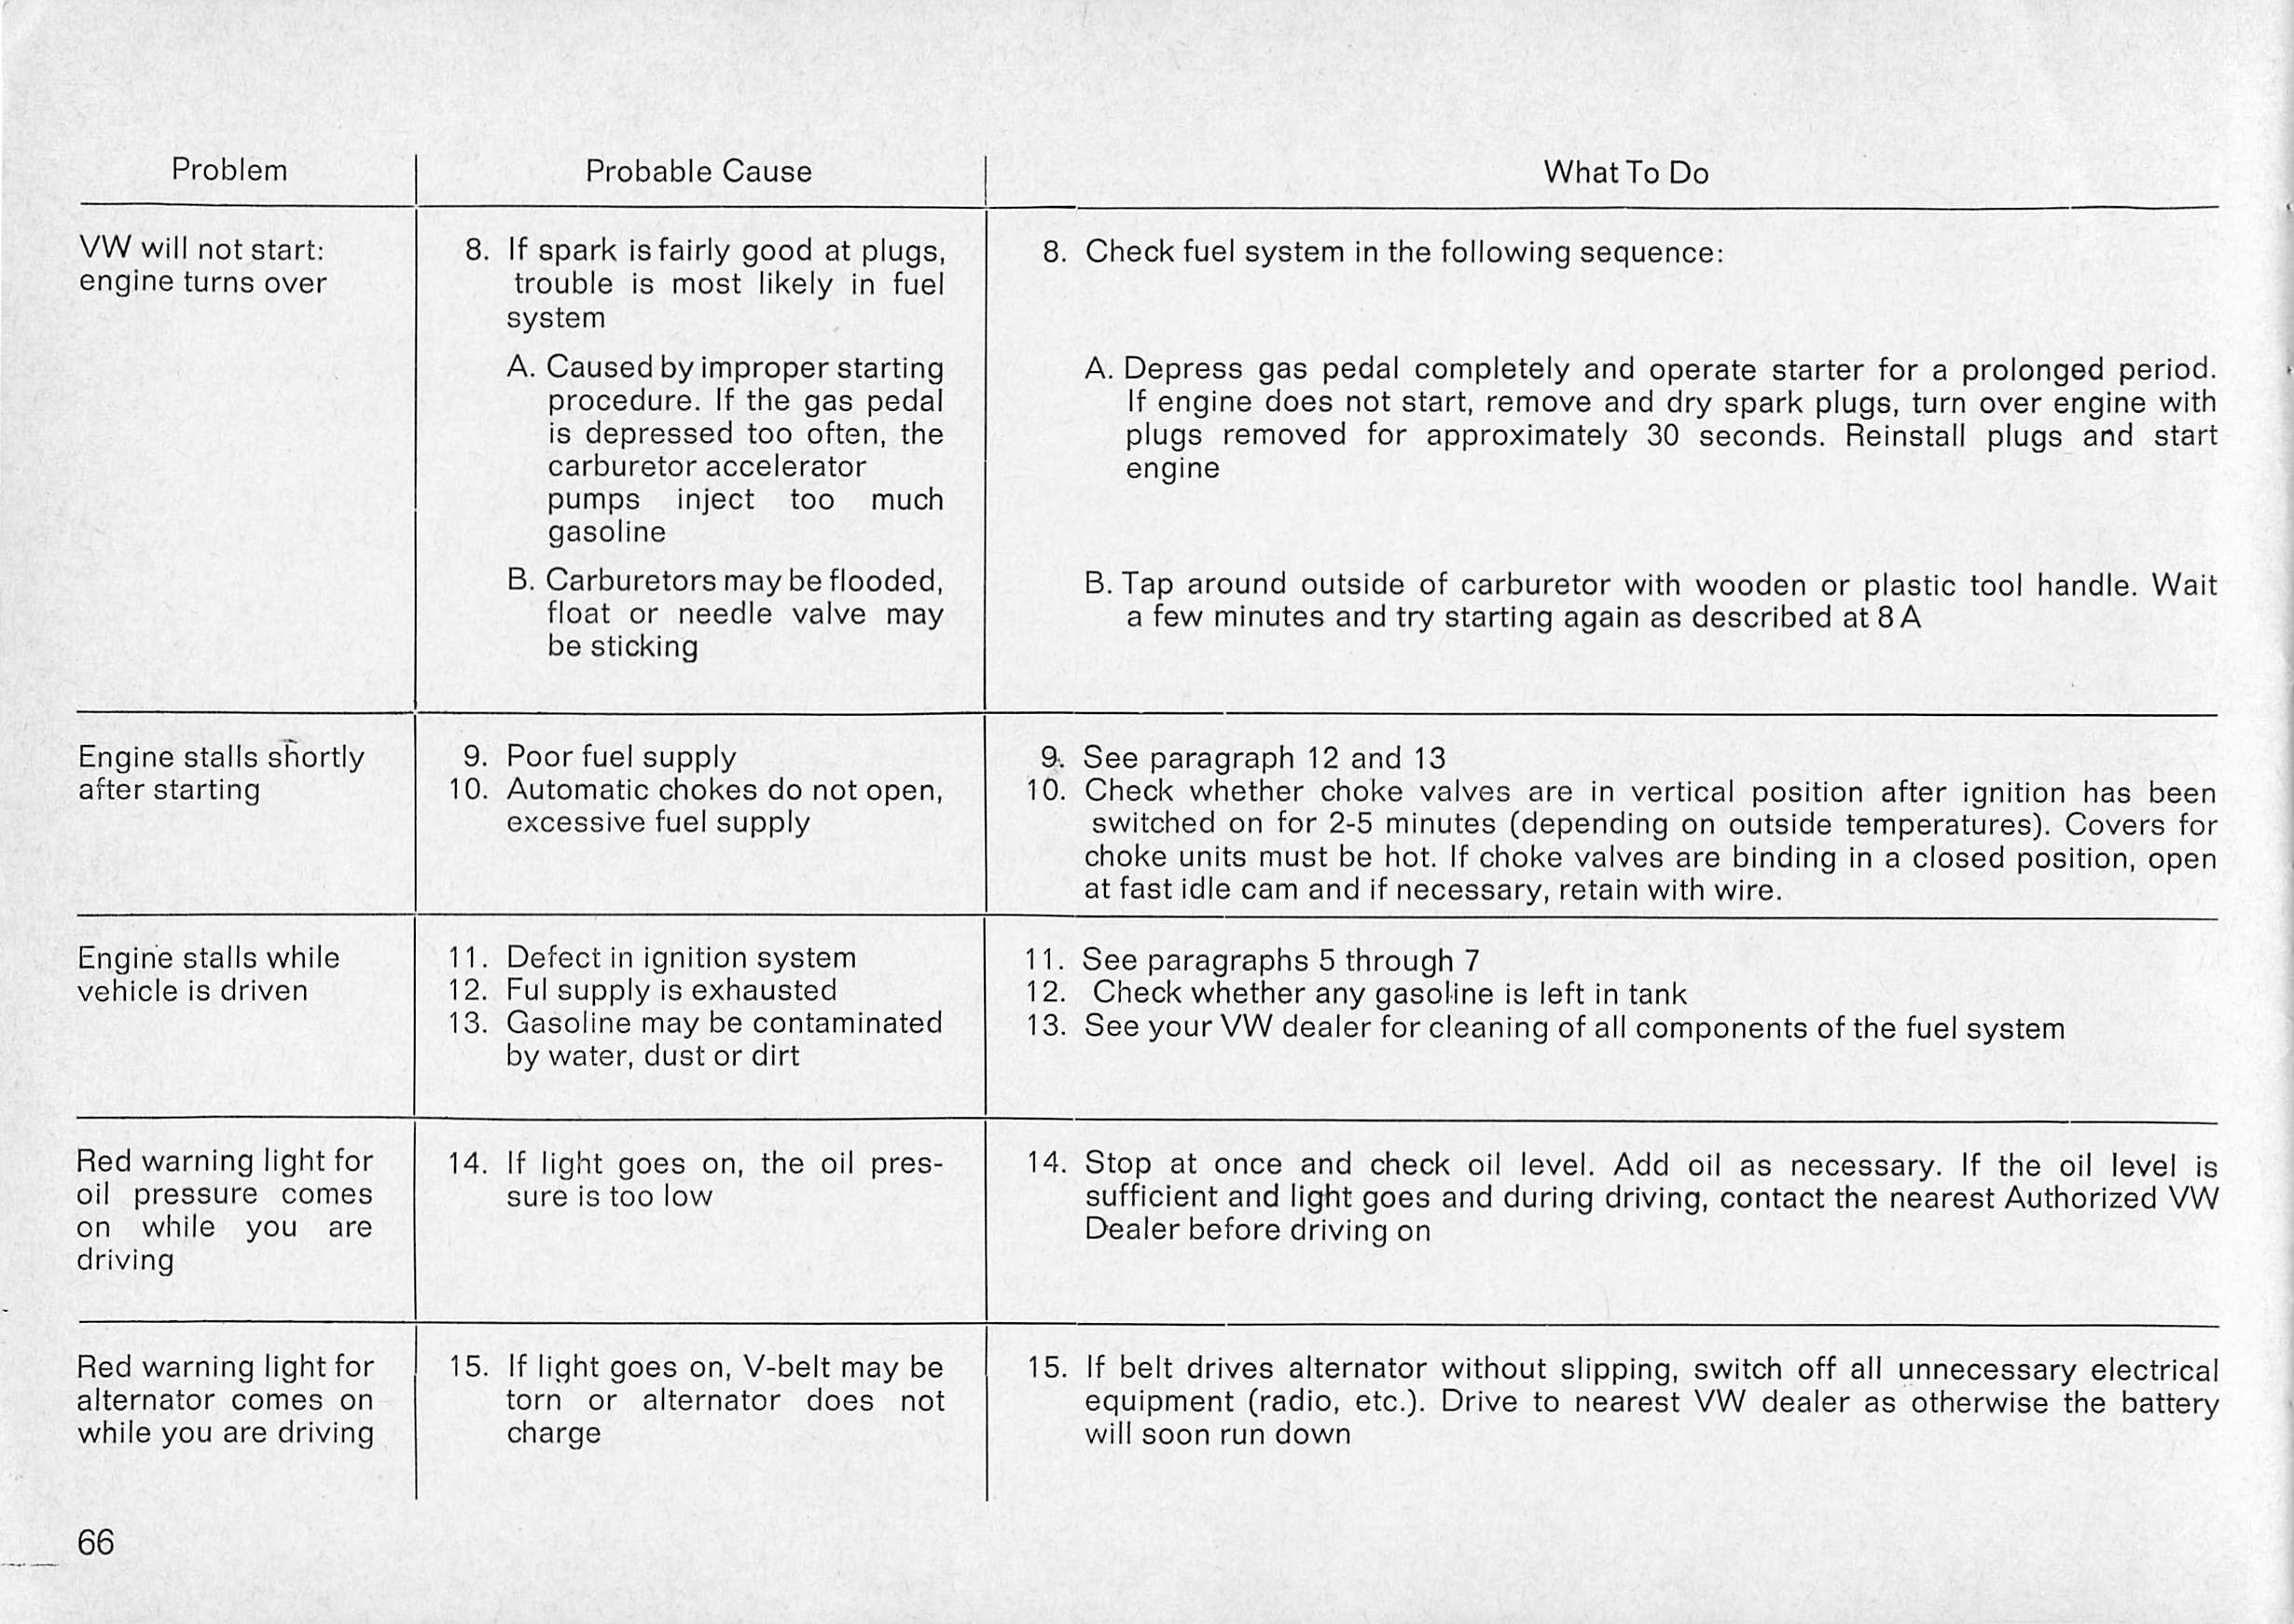 Problem
Probable Cause
What To Do
VW will not start:
engine turns over
8. If spark is fairly good at plugs,
trouble is most likely in fuel
system
A. Caused by improper starting
procedure. If the gas pedal
is depressed too often, the
carburetor accelerator
pumps inject too much
gasoline
B. Carburetors may be flooded,
float or needle valve may
be sticking
8. Check fuel system in the following sequence:
A. Depress gas pedal completely and operate starter for a prolonged period.
If engine does not start, remove and dry spark plugs, turn over engine with
plugs removed for approximately 30 seconds. Reinstall plugs and start
engine
B. Tap around outside of carburetor with wooden or plastic tool handle. Wait
a few minutes and try starting again as described at 8 A
Engine stalls shortly
after starting
9. Poor fuel supply
10. Automatic chokes do not open,
excessive fuel supply
9. See paragraph 12 and 13
10. Check whether choke valves are in vertical position after ignition has been
switched on for 2-5 minutes (depending on outside temperatures). Covers for
choke units must be hot. If choke valves are binding in a closed position, open
at fast idle cam and if necessary, retain with wire.
Engine stalls while
vehicle is driven
11. Defect in ignition system
12. Ful supply is exhausted
13. Gasoline may be contaminated
by water, dust or dirt
11. See paragraphs 5 through 7
12. Check whether any gasoline is left in tank
13. See your VW dealer for cleaning of all components of the fuel system
Red warning light for
oil pressure comes
on while you are
driving
14. If light goes on, the oil pres-
sure is too low
14. Stop at once and check oil level. Add oil as necessary. If the oil level is
sufficient and light goes and during driving, contact the nearest Authorized VW
Dealer before driving on
Red warning light for
alternator comes on
while you are driving
15. If light goes on, V-belt may be
torn or alternator does not
charge
15. If belt drives alternator without slipping, switch off all unnecessary electrical
equipment (radio, etc.). Drive to nearest VW dealer as otherwise the battery
will soon run down
66